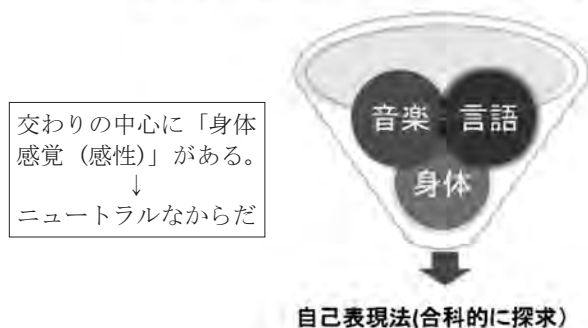 交わりの中心に「身体
感覚（感性)」がある。
↓
ニュートラルなからだ
音楽
言語
身体
自己表現法(合科的に探求）